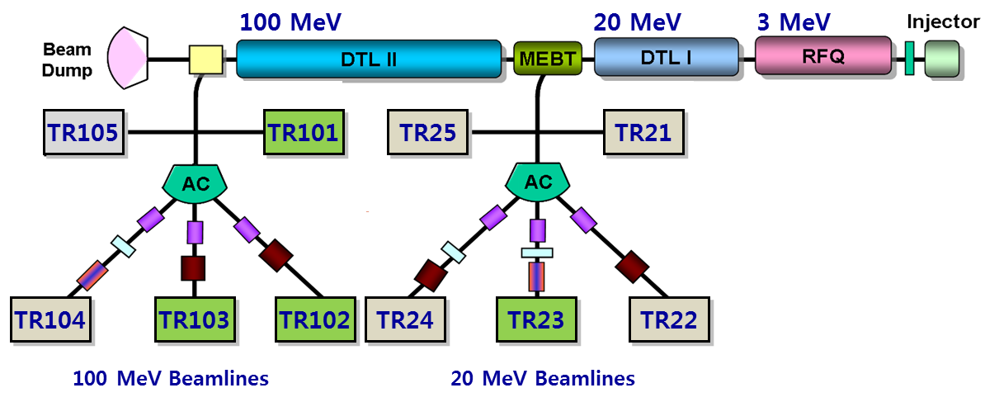 100 MeV
20 MeV
3 MeV
Injector
Beam
Dump
DTL II
MEBT
DTL I
RFQ
TR105
TR101
TR25
TR21
AC
AC
TR104
TR103
TR102
TR24
TR23
TR22
100 MeV Beamlines
20 MeV Beamlines